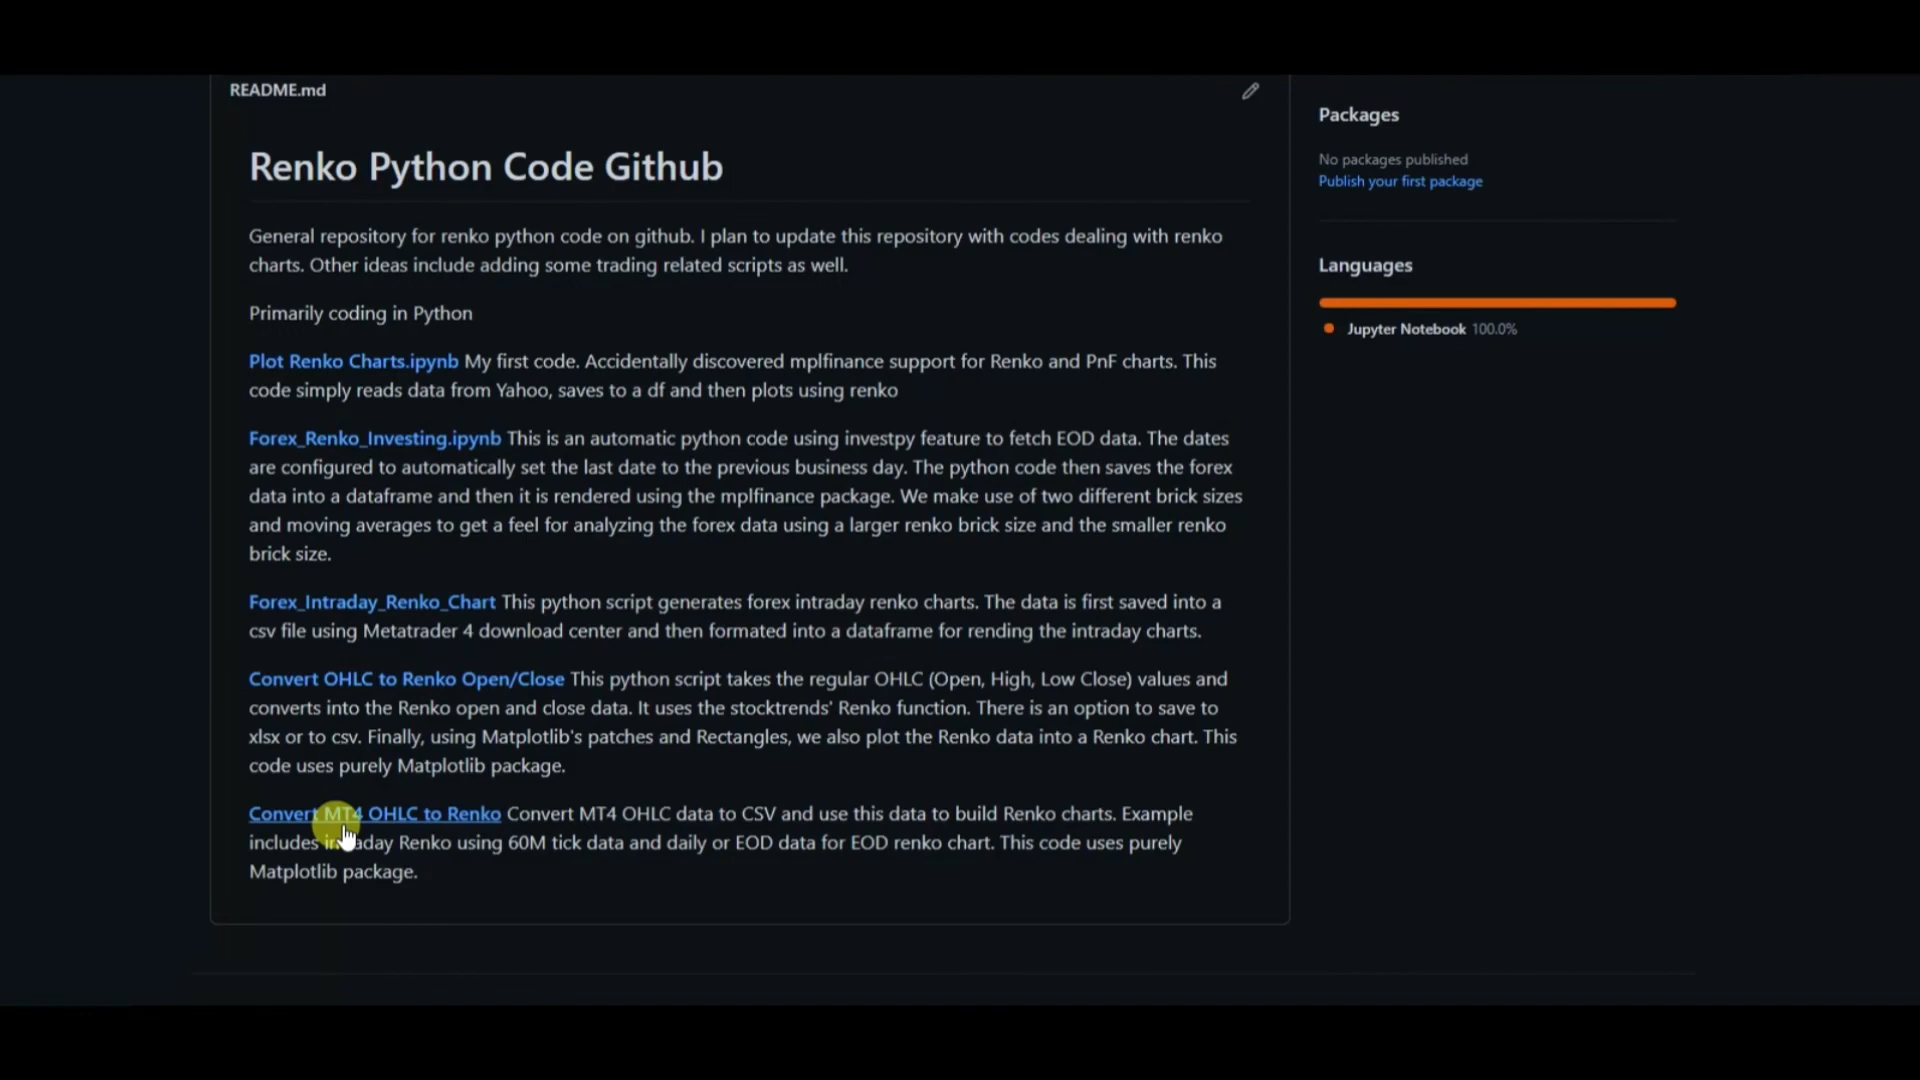 README.md
Renko Python Code Github
General repository for renko python code on github. I plan to update this repository with codes dealing with renko
charts. Other ideas include adding some trading related scripts as well.
Primarily coding in Python
Plot Renko Charts.ipynb My first code. Accidentally discovered mplfinance support for Renko and PnF charts. This
code simply reads data from Yahoo, saves to a df and then plots using renko
Forex_Renko_Investing.ipynb This is an automatic python code using investpy feature to fetch EOD data. The dates
are configured to automatically set the last date to the previous business day. The python code then saves the forex
data into a dataframe and then it is rendered using the mplfinance package. We make use of two different brick sizes
and moving averages to get a feel for analyzing the forex data using a larger renko brick size and the smaller renko
brick size.
Forex_Intraday_Renko_Chart This python script generates forex intraday renko charts. The data is first saved into a
csv file using Metatrader 4 download center and then formated into a dataframe for rending the intraday charts.
Convert OHLC to Renko Open/Close This python script takes the regular OHLC (Open, High, Low Close) values and
converts into the Renko open and close data. It uses the stocktrends' Renko function. There is an option to save to
xlsx or to csv. Finally, using Matplotlib's patches and Rectangles, we also plot the Renko data into a Renko chart. This
code uses purely Matplotlib package.
Convert MT4 OHLC to Renko Convert MT4 OHLC data to CSV and use this data to build Renko charts. Example
includes intraday Renko using 60M tick data and daily or EOD data for EOD renko chart. This code uses purely
Matplotlib package.
Packages
No packages published
Publish your first package
Languages
Jupyter Notebook 100.0%